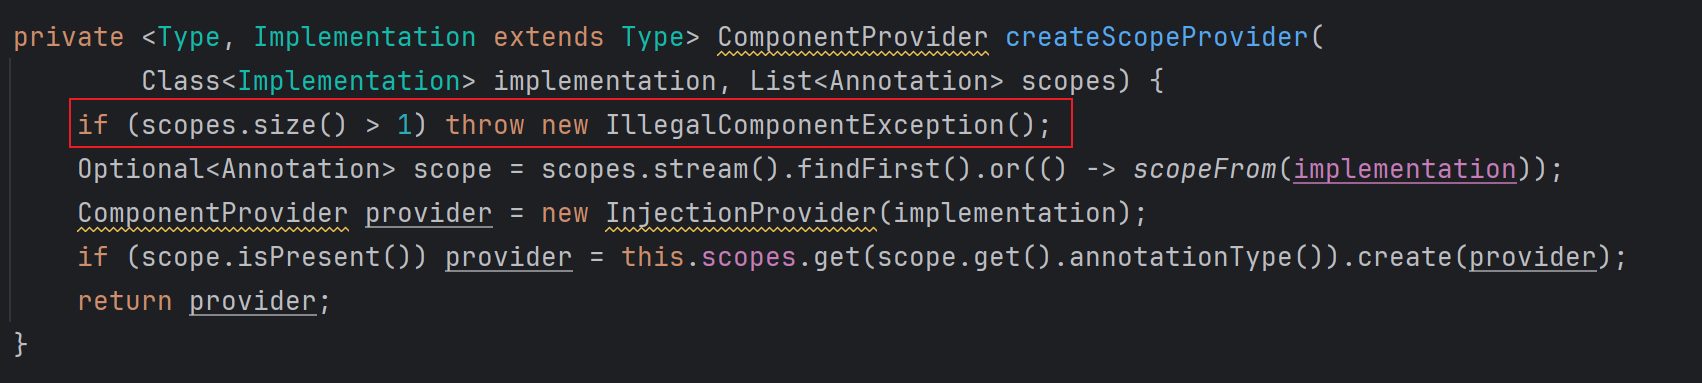 private <Type, Implementation extends Type> ComponentProvider createScopeProvider(
        Class<Implementation> implementation, List<Annotation> scopes) {
    if (scopes.size() > 1) throw new IllegalComponentException();
    Optional<Annotation> scope = scopes.stream().findFirst().or(() -> scopeFrom(implementation));
    ComponentProvider provider = new InjectionProvider(implementation);
    if (scope.isPresent()) provider = this.scopes.get(scope.get().annotationType()).create(provider);
    return provider;
}